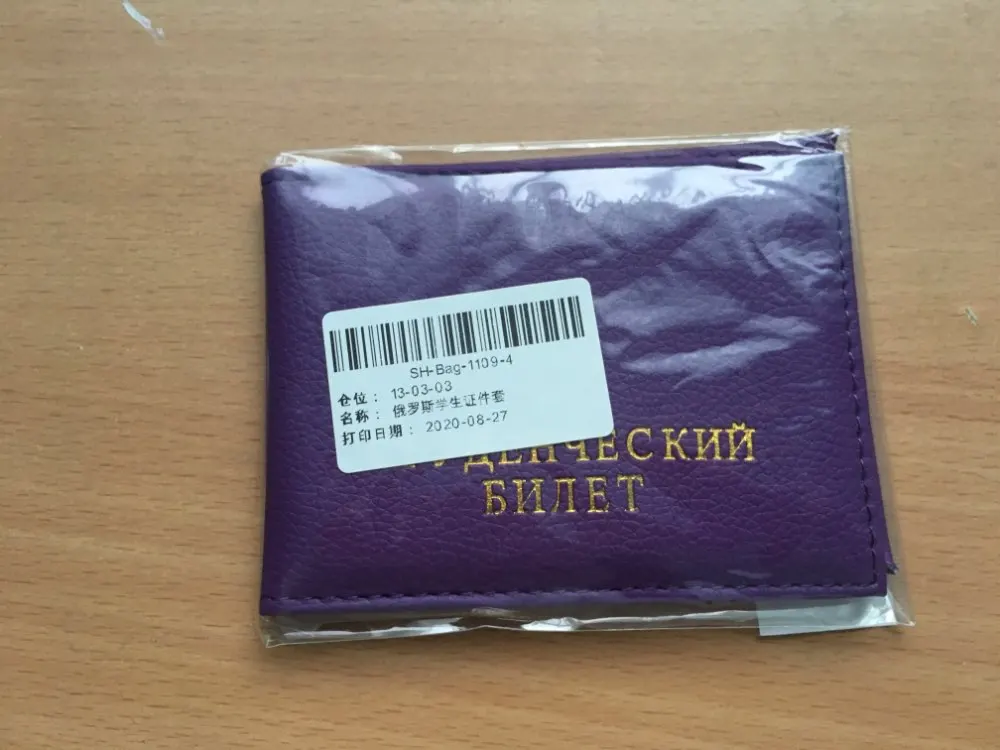 SH-Bag-1109-4
仓位： 13-03-03
名称： 俄罗斯学生证件套
打印日期： 2020-08-27
УДЕНЧЕСКИЙ
БИЛЕТ